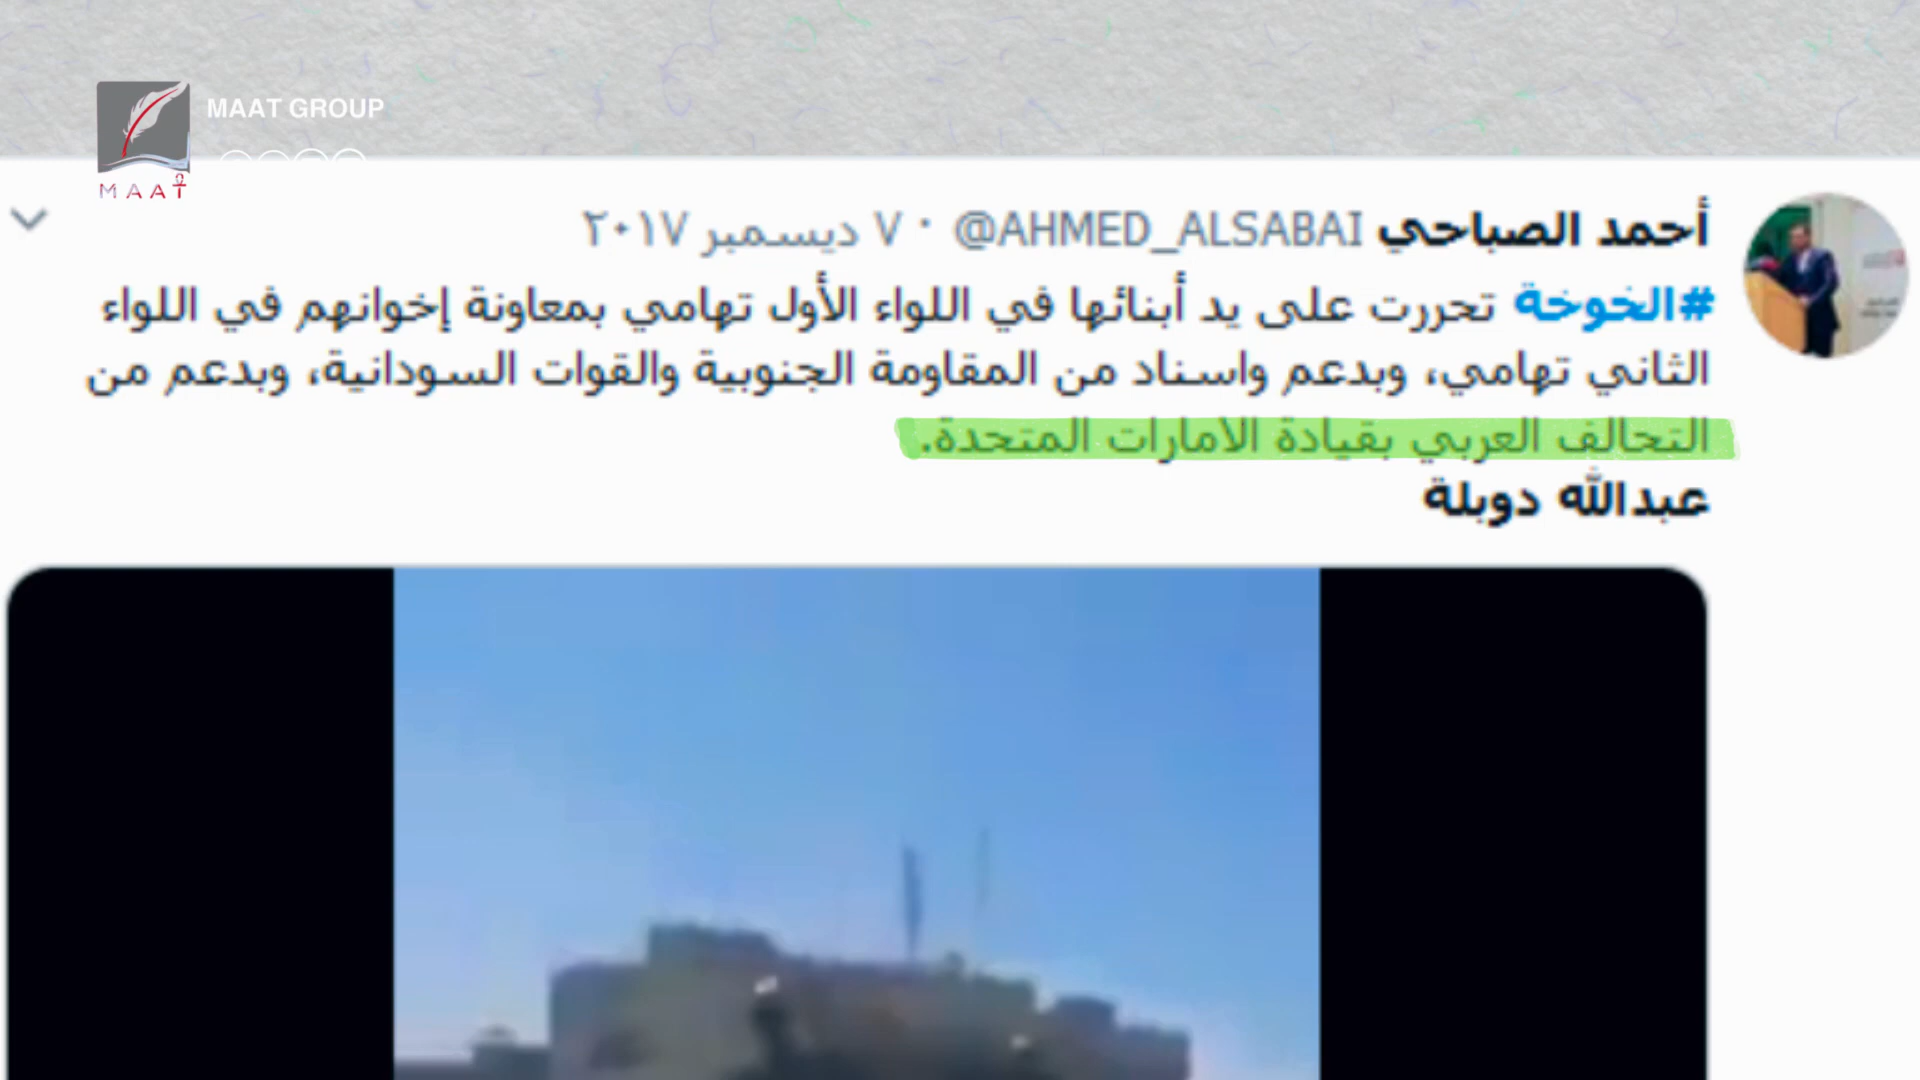 MAAT GROUP
MAAT
أحمد الصباحي @AHMED_ALSABAI · ٧ ديسمبر ٢٠١٧
#الخوخة تحررت على يد أبنائها في اللواء الأول تهامي بمعاونة إخوانهم في اللواء
الثاني تهامي، وبدعم واسناد من المقاومة الجنوبية والقوات السودانية، وبدعم من
التحالف العربي بقيادة الامارات المتحدة.
عبدالله دوبلة